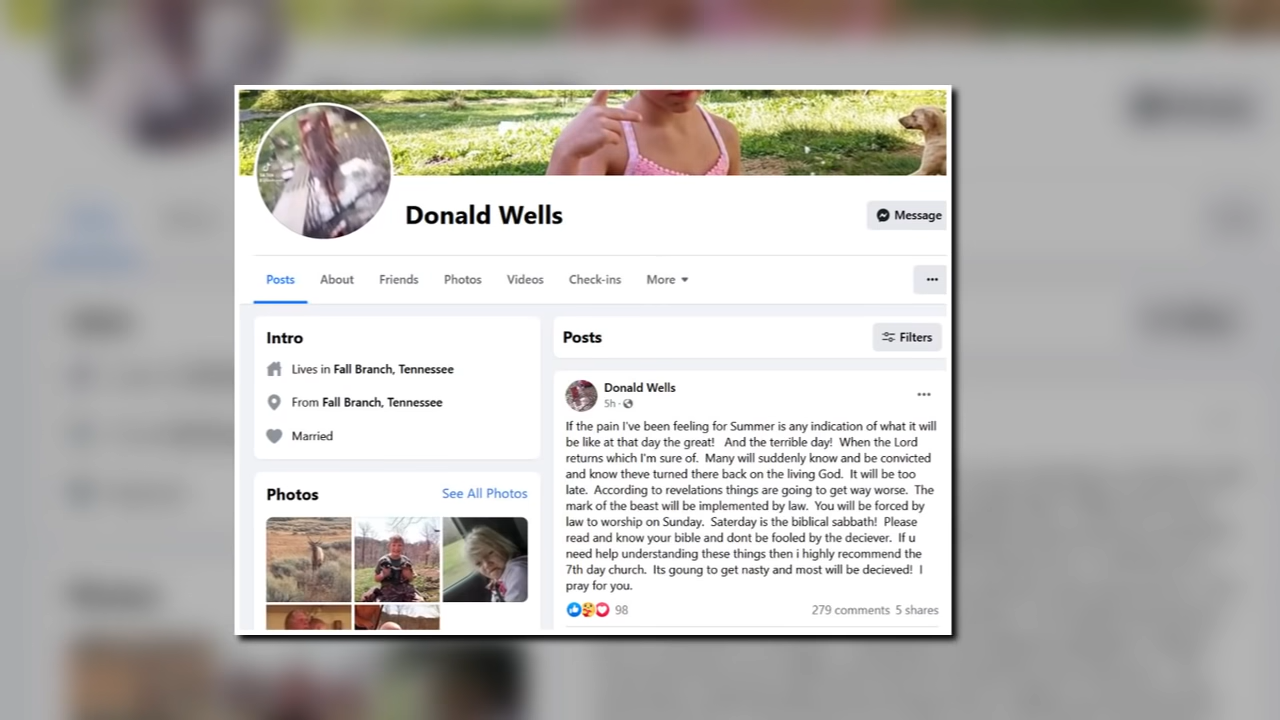 Donald Wells
Message
Posts
About
Friends
Photos
Videos
Check-ins
More
Intro
Lives in Fall Branch, Tennessee
From Fall Branch, Tennessee
Married
Photos
See All Photos
Posts
Filters
Donald Wells
5h ·
If the pain I've been feeling for Summer is any indication of what it will
be like at that day the great! And the terrible day! When the Lord
returns which I'm sure of. Many will suddenly know and be convicted
and know theve turned there back on the living God. It will be too
late. According to revelations things are going to get way worse. The
mark of the beast will be implemented by law. You will be forced by
law to worship on Sunday. Saterday is the biblical sabbath! Please
read and know your bible and dont be fooled by the deciever. If u
need help understanding these things then i highly recommend the
7th day church. Its goung to get nasty and most will be decieved! I
pray for you.
98
279 comments 5 shares